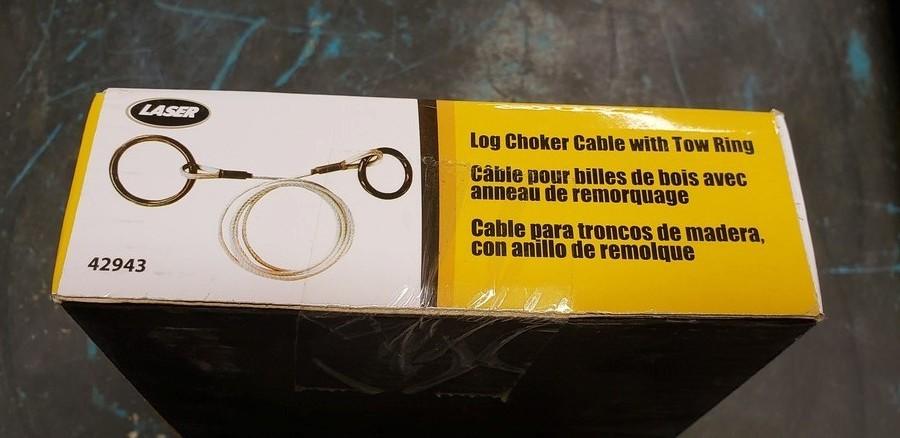 LASER
42943
Log Choker Cable with Tow Ring
Câble pour billes de bois avec
anneau de remorquage
Cable para troncos de madera,
con anillo de remolque